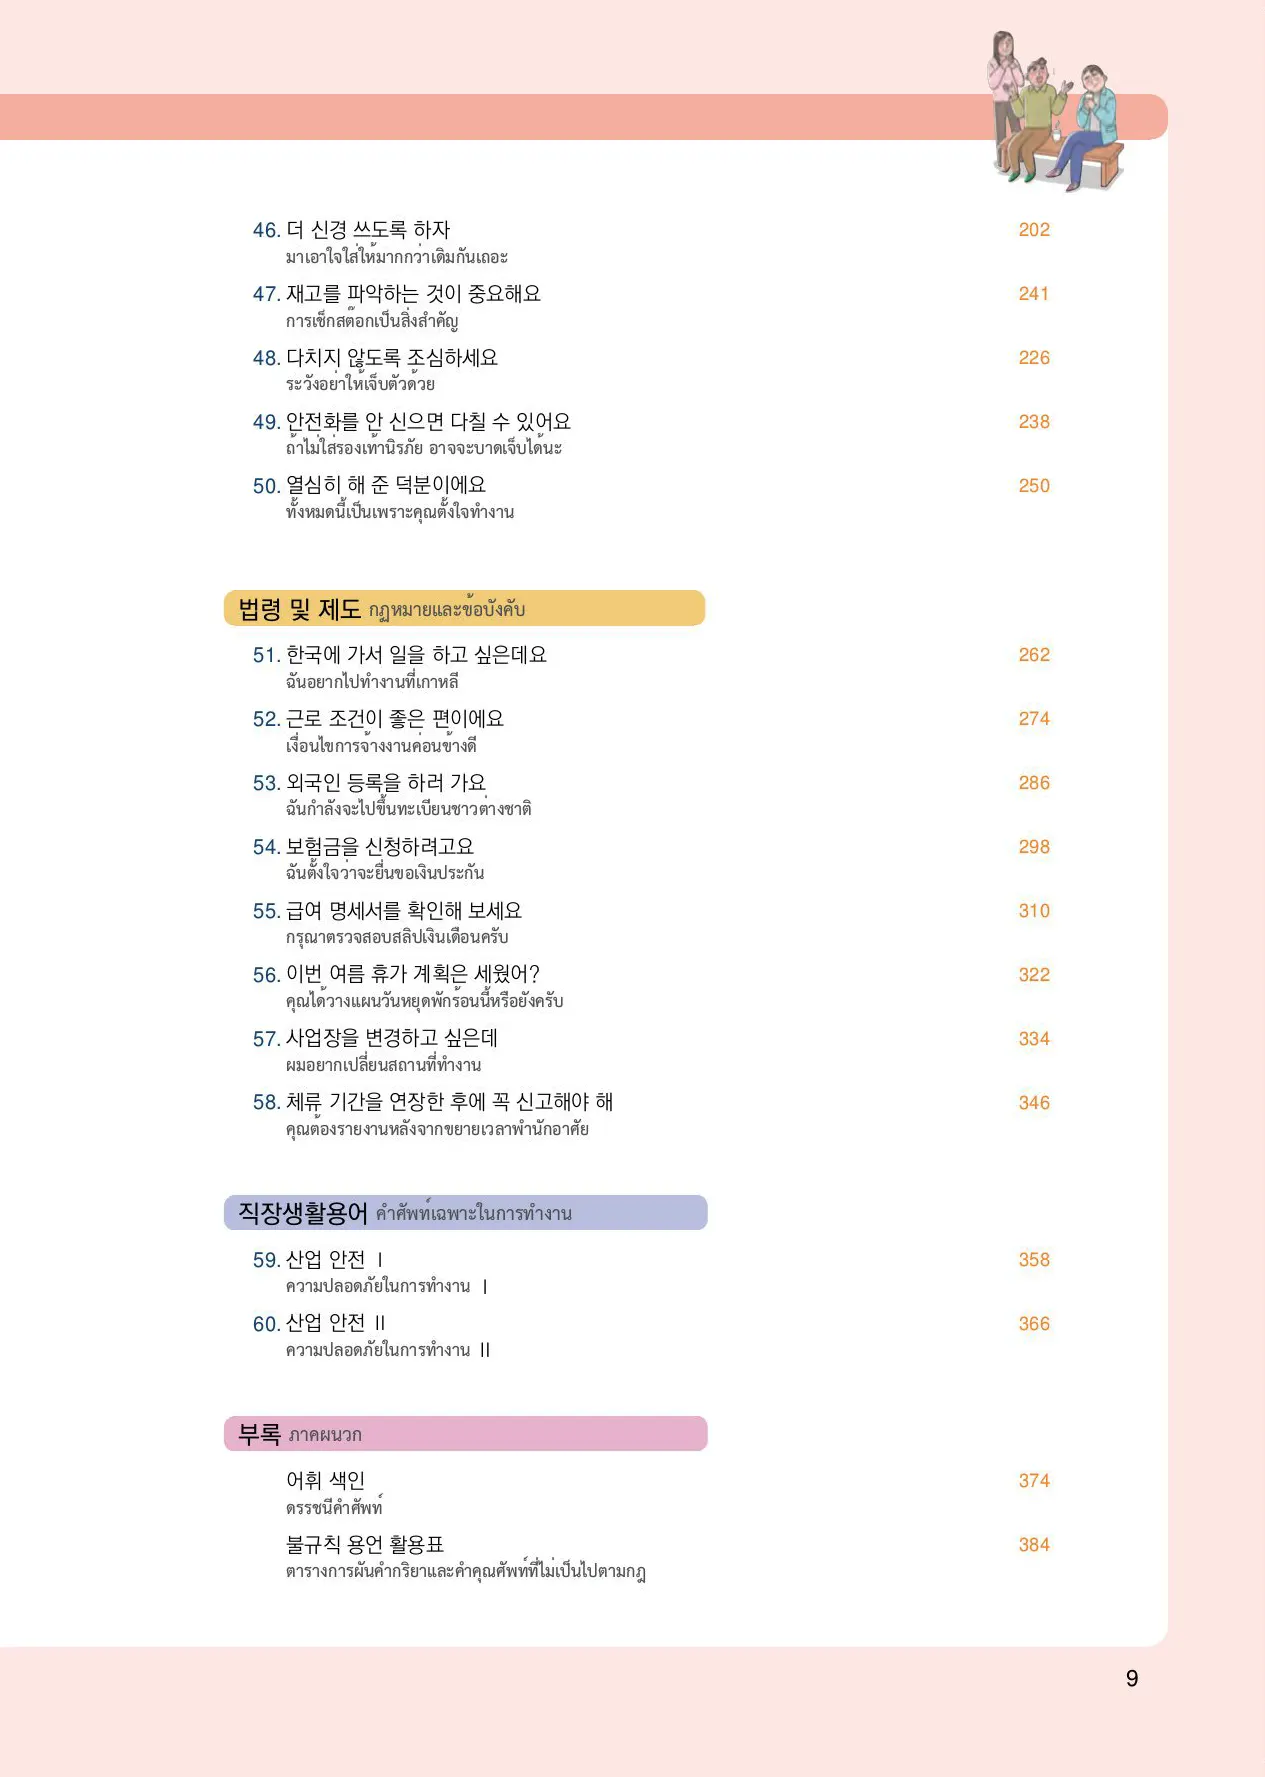 46. 더 신경 쓰도록 하자 202
มาเอาใจใส่ให้มากกว่าเดิมกันเถอะ
47. 재고를 파악하는 것이 중요해요 241
การเช็กสต๊อกเป็นสิ่งสำคัญ
48. 다치지 않도록 조심하세요 226
ระวังอย่าให้เจ็บตัวด้วย
49. 안전화를 안 신으면 다칠 수 있어요 238
ถ้าไม่ใส่รองเท้านิรภัย อาจจะบาดเจ็บได้นะ
50. 열심히 해 준 덕분이에요 250
ทั้งหมดนี้เป็นเพราะคุณตั้งใจทำงาน
법령 및 제도 กฎหมายและข้อบังคับ
51. 한국에 가서 일을 하고 싶은데요 262
ฉันอยากไปทำงานที่เกาหลี
52. 근로 조건이 좋은 편이에요 274
เงื่อนไขการจ้างงานค่อนข้างดี
53. 외국인 등록을 하러 가요 286
ฉันกำลังจะไปขึ้นทะเบียนชาวต่างชาติ
54. 보험금을 신청하려고요 298
ฉันตั้งใจว่าจะยื่นขอเงินประกัน
55. 급여 명세서를 확인해 보세요 310
กรุณาตรวจสอบสลิปเงินเดือนครับ
56. 이번 여름 휴가 계획은 세웠어? 322
คุณได้วางแผนวันหยุดพักร้อนนี้หรือยังครับ
57. 사업장을 변경하고 싶은데 334
ผมอยากเปลี่ยนสถานที่ทำงาน
58. 체류 기간을 연장한 후에 꼭 신고해야 해 346
คุณต้องรายงานหลังจากขยายเวลาพำนักอาศัย
직장생활용어 คำศัพท์เฉพาะในการทำงาน
59. 산업 안전 Ⅰ 358
ความปลอดภัยในการทำงาน Ⅰ
60. 산업 안전 Ⅱ 366
ความปลอดภัยในการทำงาน Ⅱ
부록 ภาคผนวก
어휘 색인 374
ดรรชนีคำศัพท์
불규칙 용언 활용표 384
ตารางการผันคำกริยาและคำคุณศัพท์ที่ไม่เป็นไปตามกฎ
9